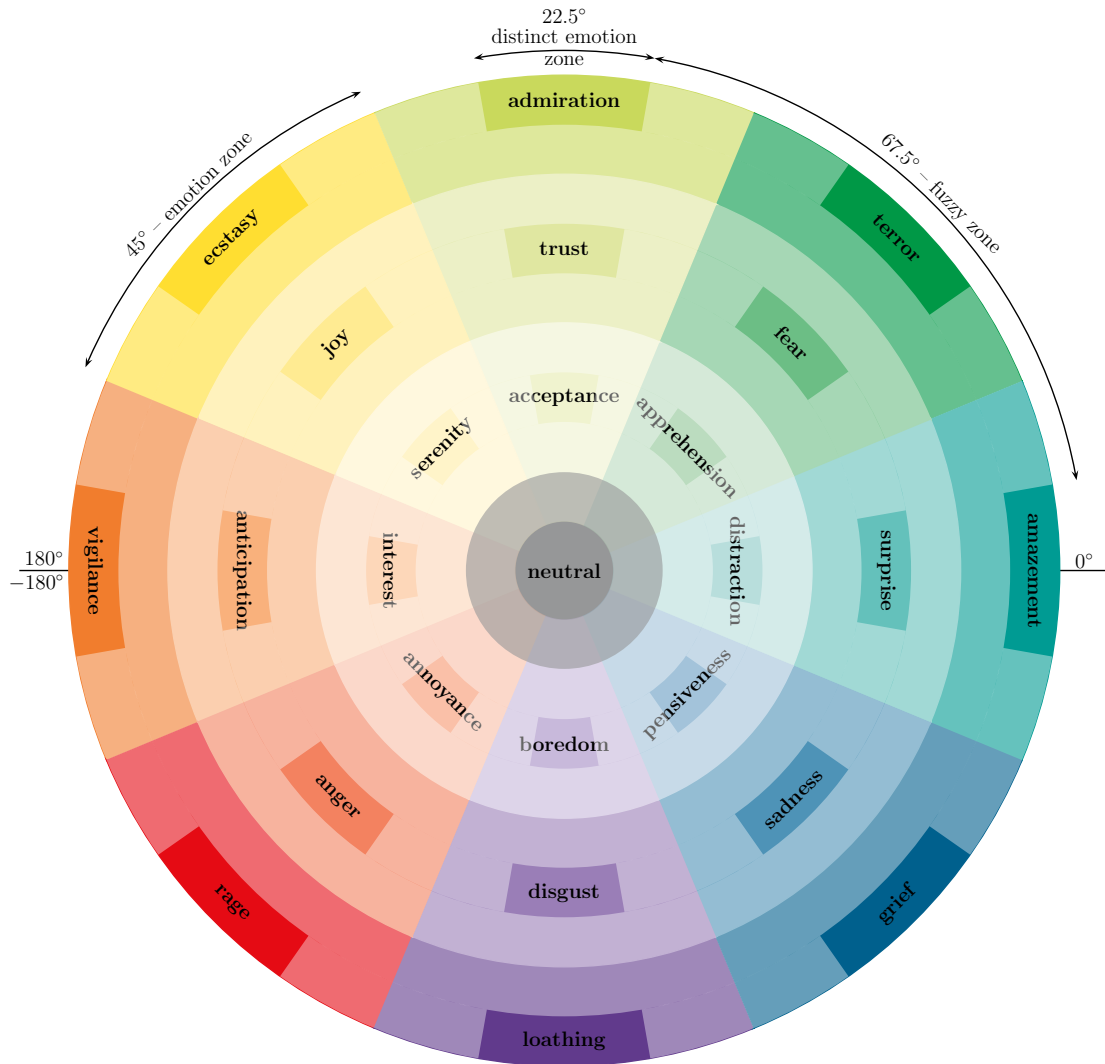 22.5°
distinct emotion
zone
admiration
45° – emotion zone
67.5° – fuzzy zone
ecstasy
terror
trust
joy
fear
acceptance
serenity
apprehension
vigilance
anticipation
interest
neutral
distraction
surprise
amazement
180°
−180°
0°
annoyance
pensiveness
boredom
anger
sadness
disgust
rage
grief
loathing